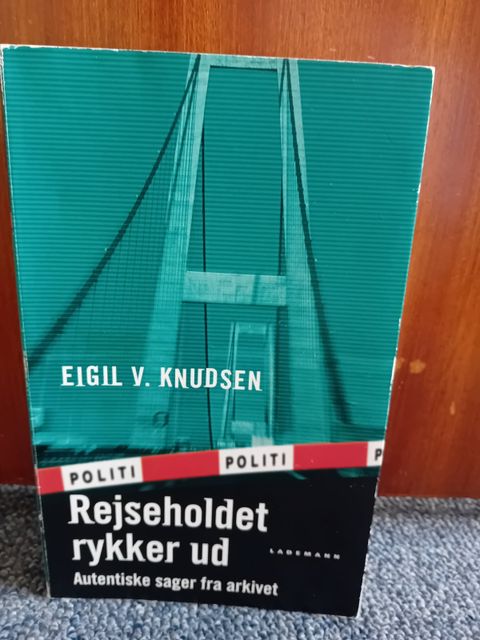 EIGIL V. KNUDSEN
POLITI POLITI P
Rejseholdet
rykker ud
LADEMANN
Autentiske sager fra arkivet